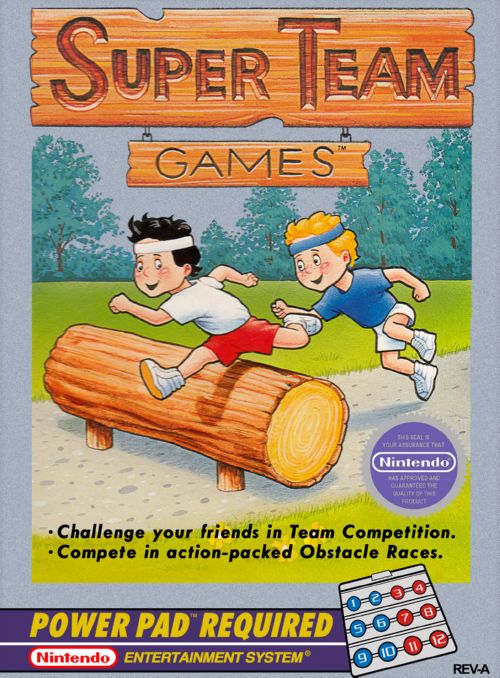 SUPER TEAM
GAMES™
THIS SEAL IS
YOUR ASSURANCE THAT
Nintendo
HAS APPROVED AND
GUARANTEED THE
QUALITY OF THIS
PRODUCT
· Challenge your friends in Team Competition.
· Compete in action-packed Obstacle Races.
POWER PAD™ REQUIRED
Nintendo ENTERTAINMENT SYSTEM®
1 2 3 4
5 6 7 8
9 10 11 12
REV-A